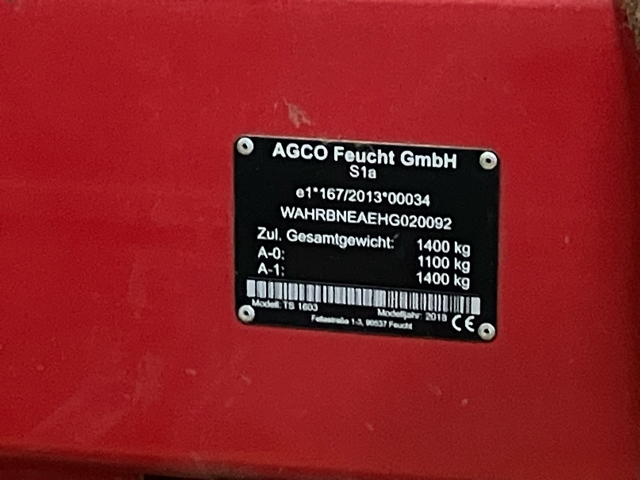 AGCO Feucht GmbH
S1a
e1*167/2013*00034
WAHRBNEAEHG020092
Zul. Gesamtgewicht: 1400 kg
A-0: 1100 kg
A-1: 1400 kg
Modell: TS 1603 Modelljahr: 2018
Fellastraße 1-3, 90537 Feucht CE